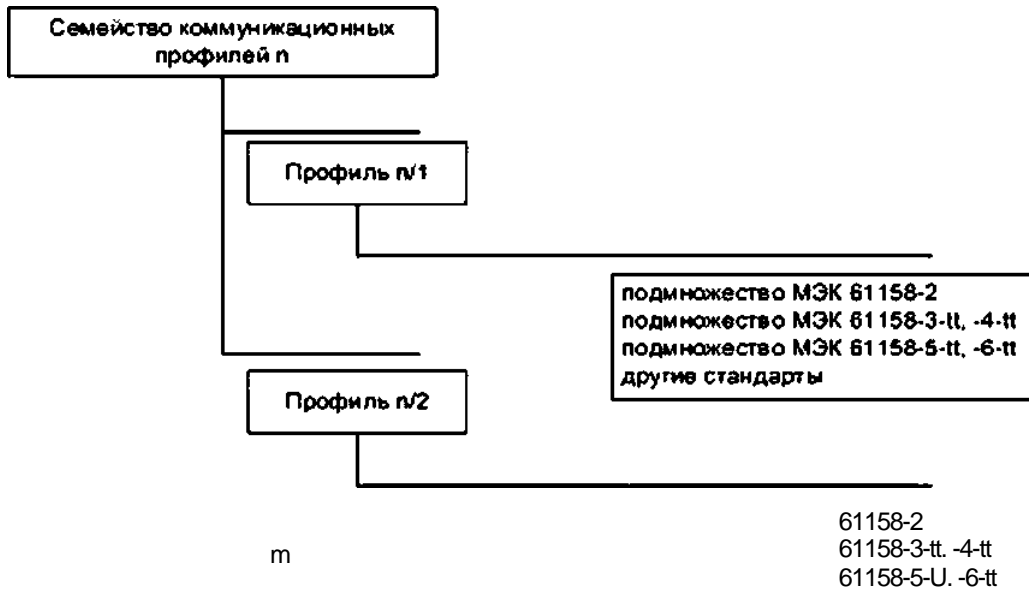 Семейство коммуникационных
профилей n
Профиль n/1
подмножество МЭК 61158-2
подмножество МЭК 61158-3-tt, -4-tt
подмножество МЭК 61158-5-tt, -6-tt
другие стандарты
Профиль n/2
61158-2
61158-3-tt. -4-tt
61158-5-U. -6-tt
m